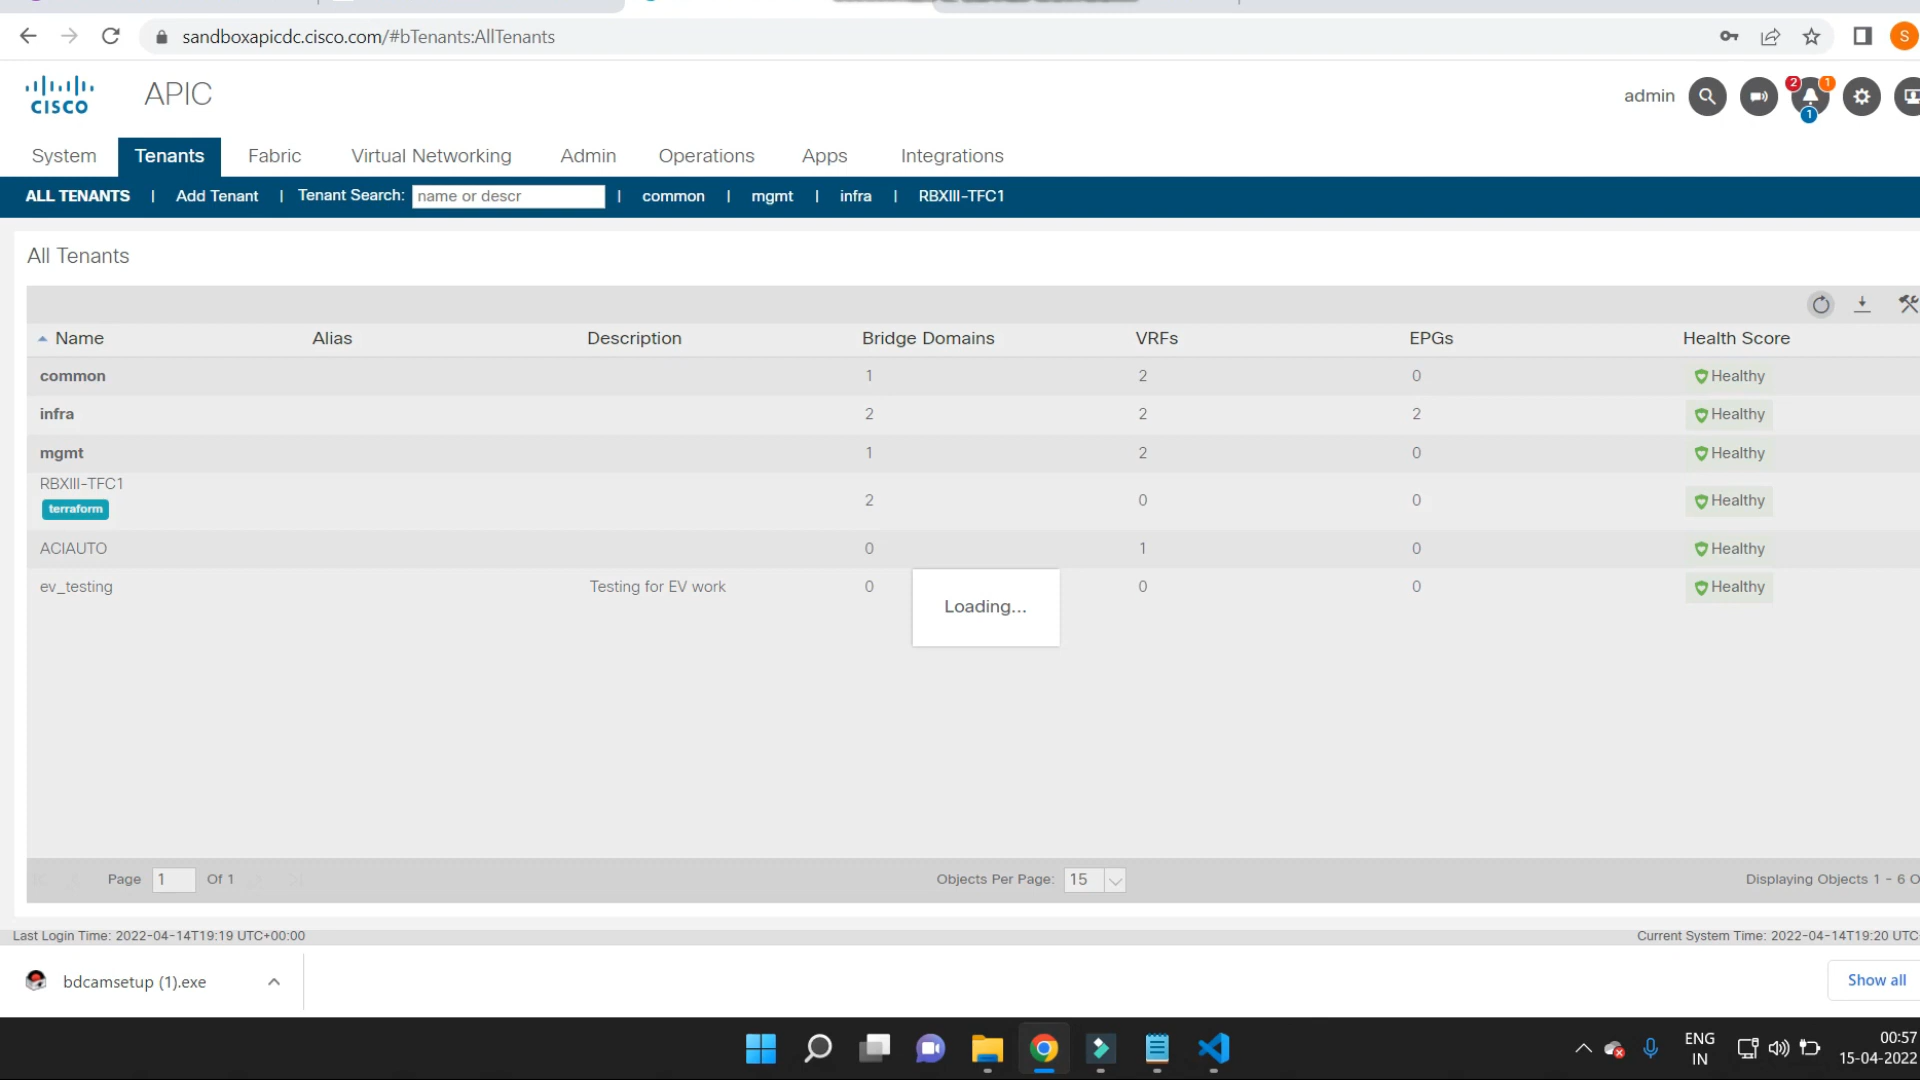 sandboxapicdc.cisco.com/#bTenants:AllTenants
S
CISCO
APIC
admin
2
1
1
System Tenants Fabric Virtual Networking Admin Operations Apps Integrations
ALL TENANTS | Add Tenant | Tenant Search: name or descr | common | mgmt | infra | RBXIII-TFC1
All Tenants
Name Alias Description Bridge Domains VRFs EPGs Health Score
common 1 2 0 Healthy
infra 2 2 2 Healthy
mgmt 1 2 0 Healthy
RBXIII-TFC1
terraform 2 0 0 Healthy
ACIAUTO 0 1 0 Healthy
ev_testing Testing for EV work 0 0 0 Healthy
Loading...
Page 1 Of 1 Objects Per Page: 15 Displaying Objects 1 - 6 O
Last Login Time: 2022-04-14T19:19 UTC+00:00 Current System Time: 2022-04-14T19:20 UTC
bdcamsetup (1).exe Show all
ENG
IN
00:57
15-04-2022